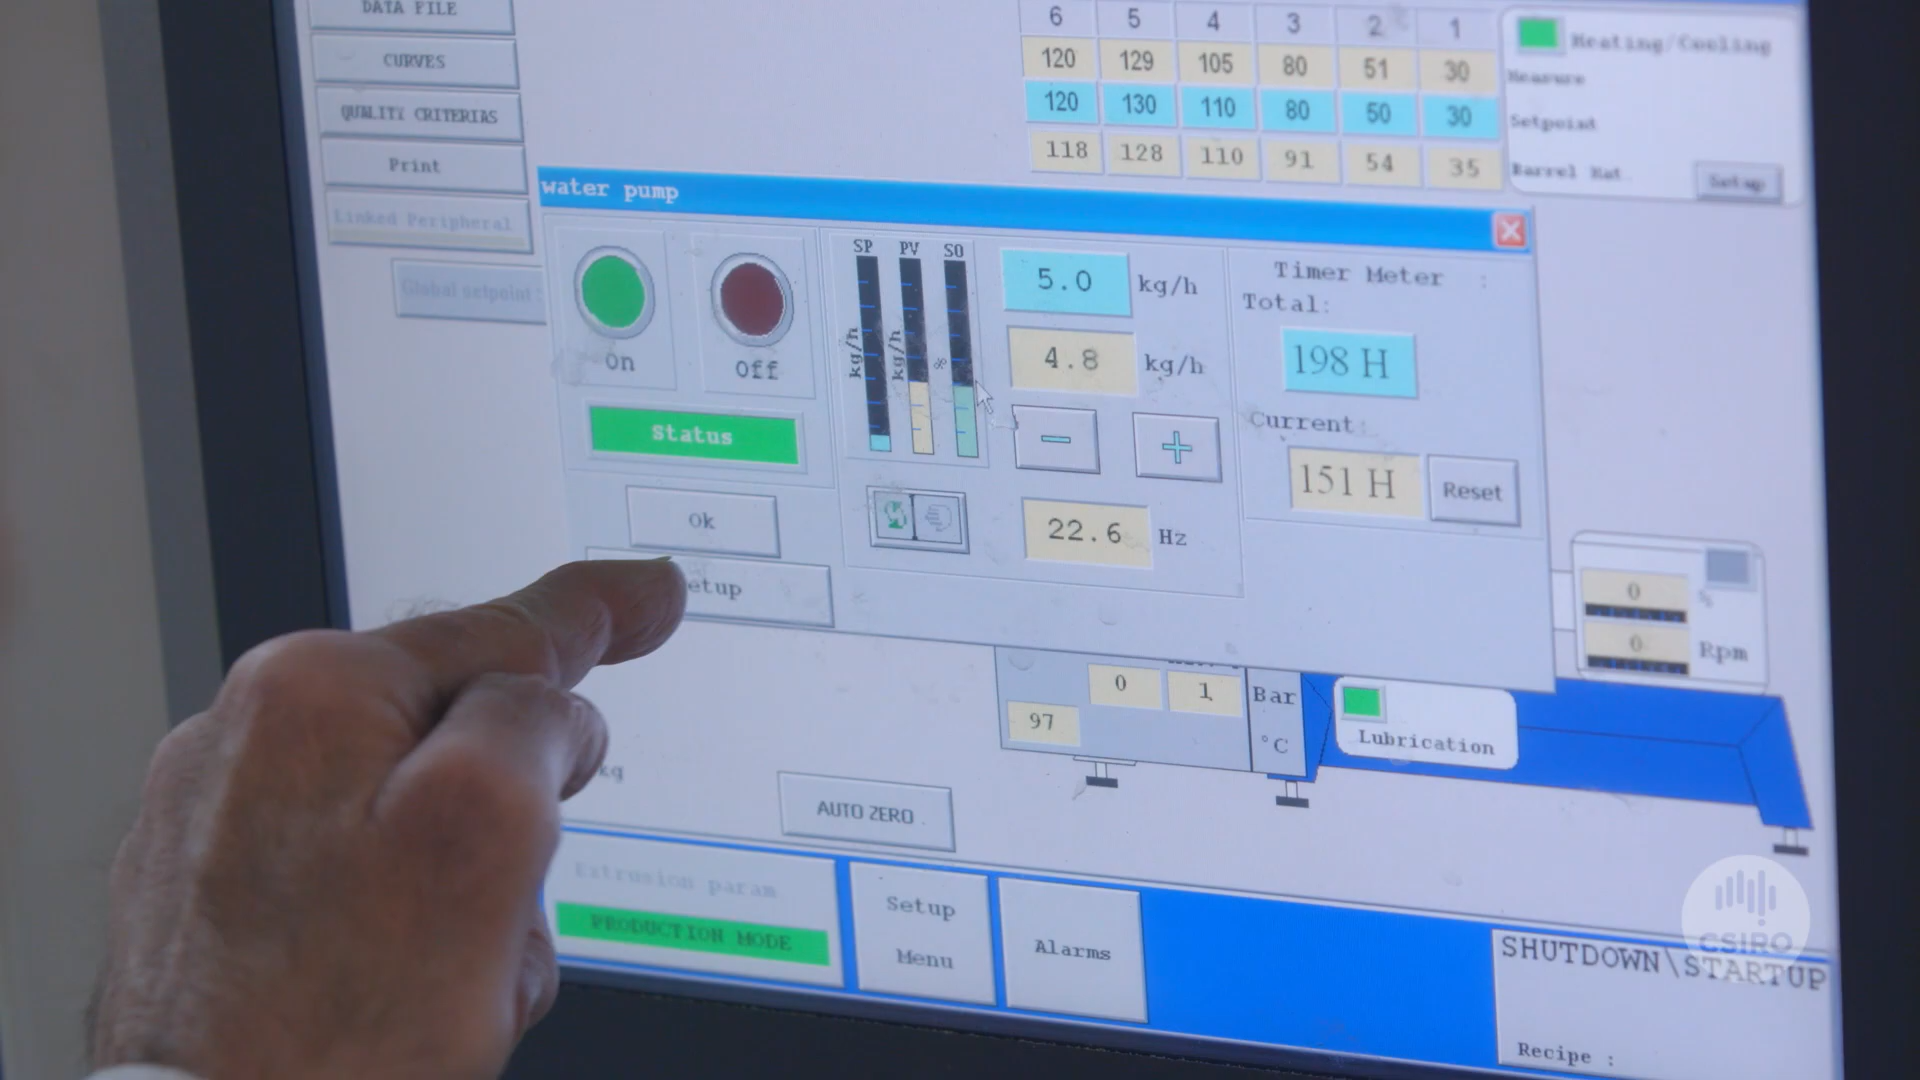 DATA FILE
CURVES
QUALITY CRITERIAS
Print
Linked Peripheral
Global setpoint :
6 5 4 3 2 1
120 129 105 80 51 30
120 130 110 80 50 30
118 128 110 91 54 35
Heating/Cooling
Measure
Setpoint
Barrel Hat.
Setup
water pump
On
Off
Status
Ok
etup
SP PV SO
kg/h
kg/h
%
5.0 kg/h
4.8 kg/h
- +
22.6 Hz
Timer Meter :
Total:
198 H
Current:
151 H
Reset
0 %
0 Rpm
0 1 Bar
97 °C
Lubrication
kg
AUTO ZERO
Extrusion param
PRODUCTION MODE
Setup
Menu
Alarms
CSIRO
SHUTDOWN\STARTUP
Recipe :